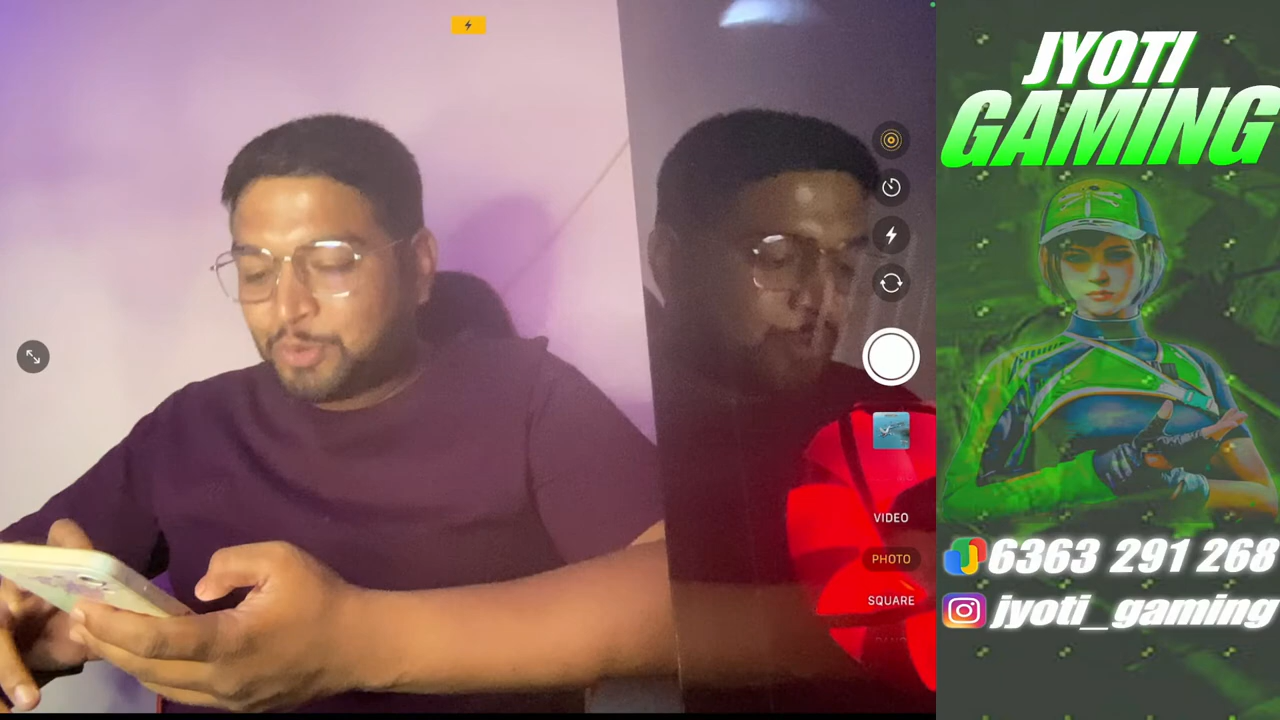 JYOTI
GAMING
VIDEO
PHOTO
SQUARE
6363 291 268
jyoti_gaming